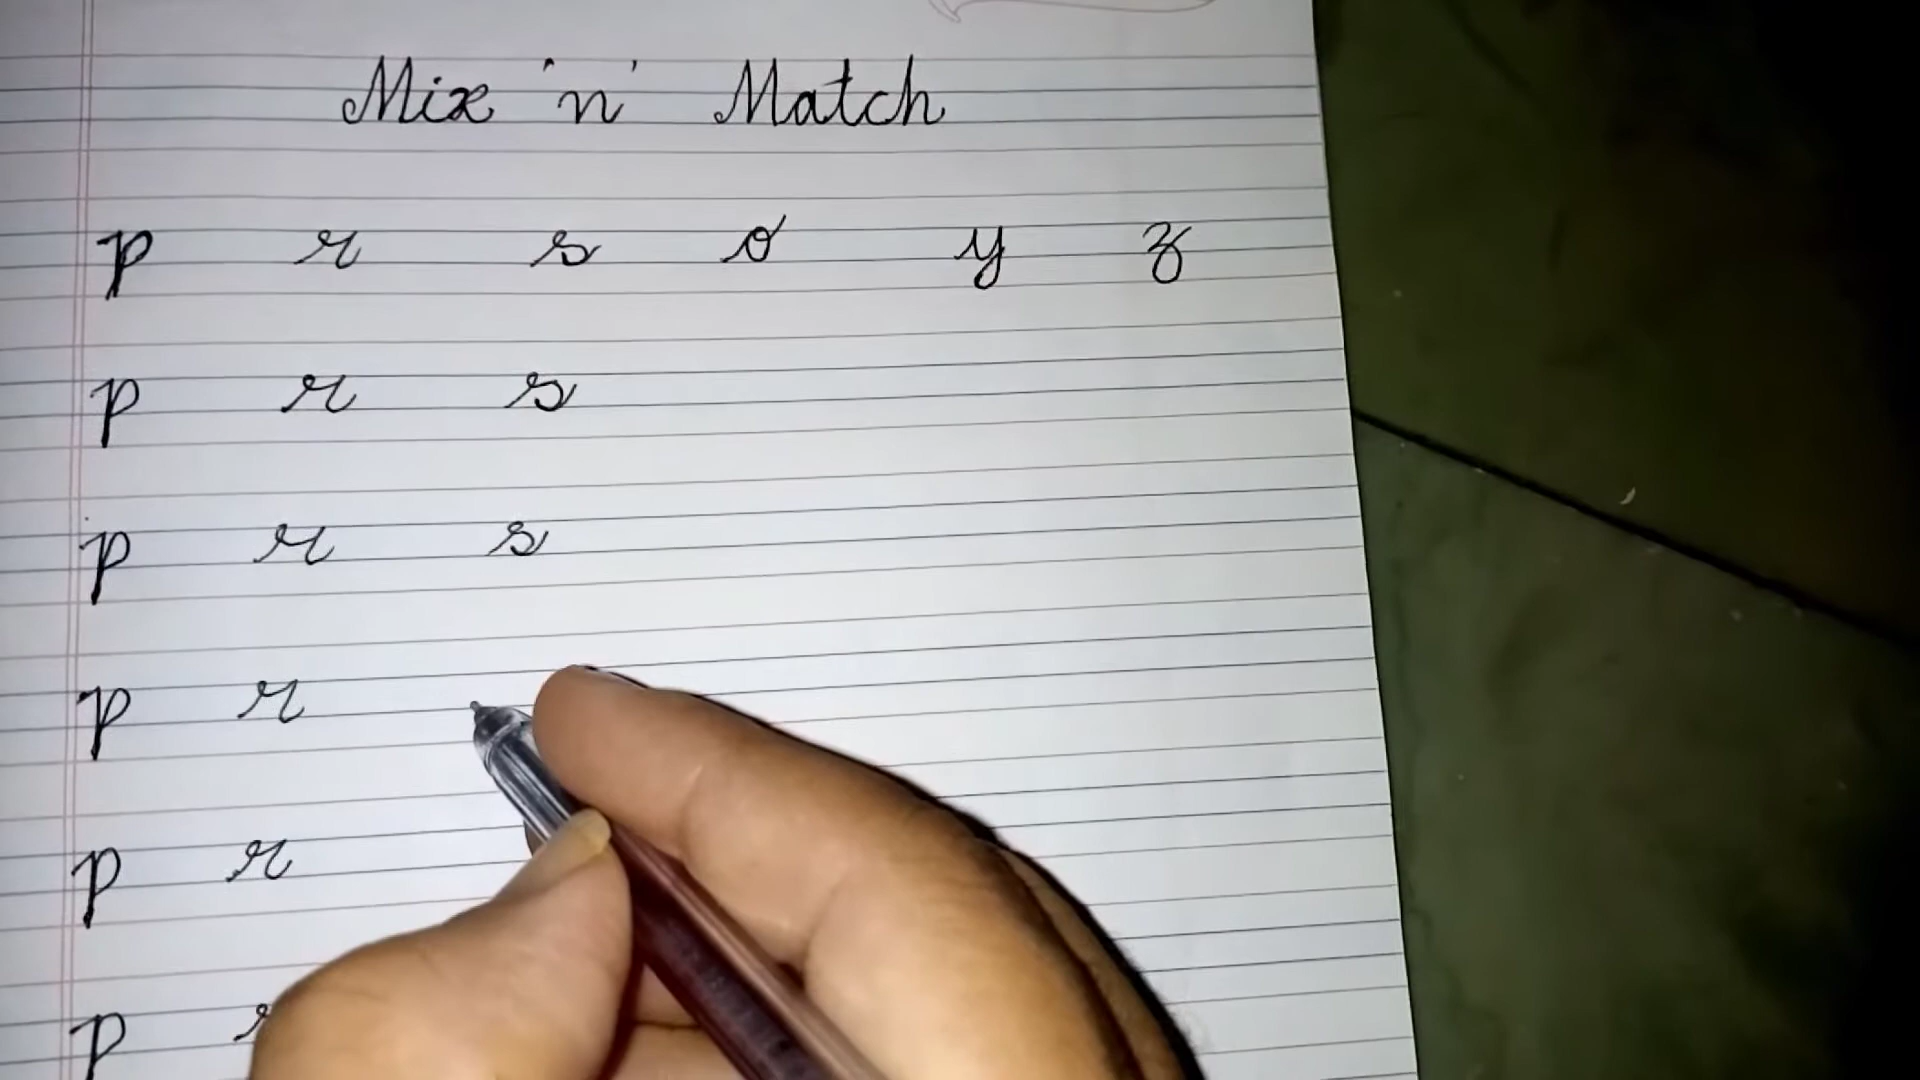 Mix 'n' Match
p r s o y z
p r s
p r s
p r
p r
p